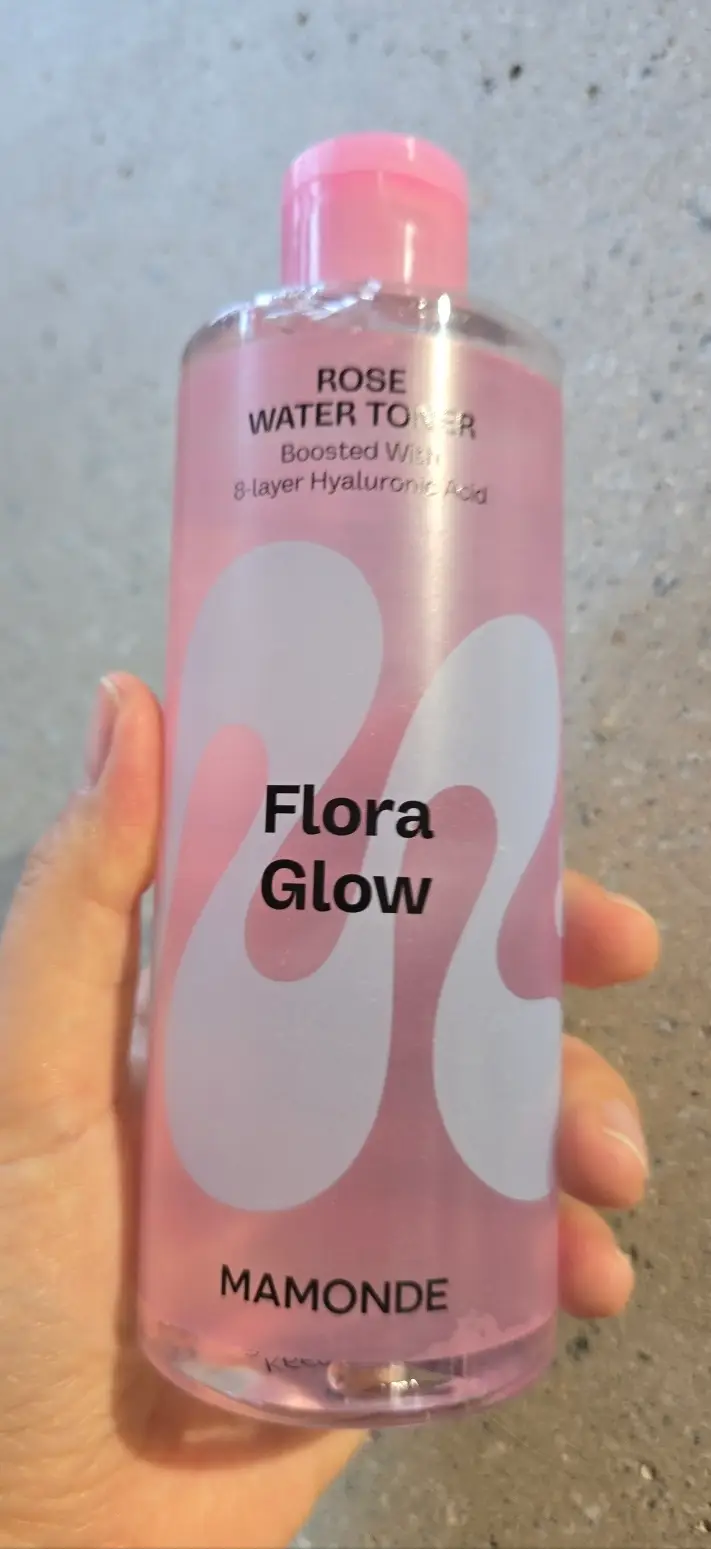 ROSE
WATER TONER
Boosted With
8-layer Hyaluronic Acid
Flora
Glow
MAMONDE